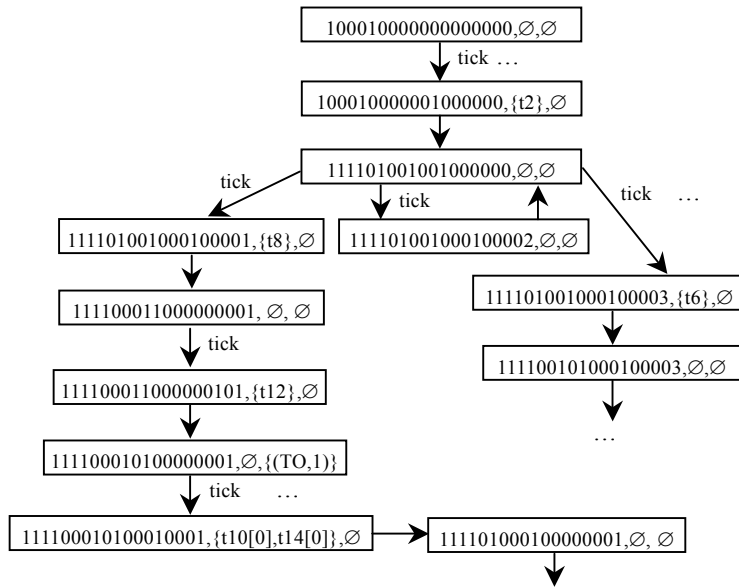 100010000000000000,∅,∅
tick …
100010000001000000,{t2},∅
111101001001000000,∅,∅
tick
tick
tick …
111101001000100001,{t8},∅
111101001000100002,∅,∅
111101001000100003,{t6},∅
111100011000000001, ∅, ∅
tick
111100101000100003,∅,∅
111100011000000101,{t12},∅
…
111100010100000001,∅,{(TO,1)}
tick …
111100010100010001,{t10[0],t14[0]},∅
111101000100000001,∅, ∅